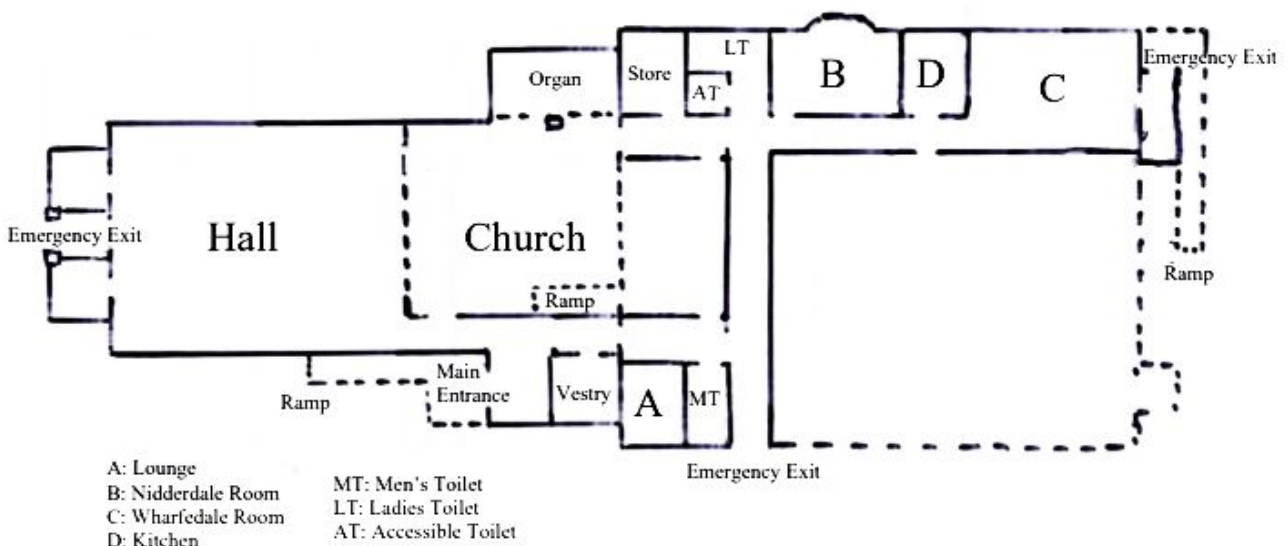 LT
Emergency Exit
Organ
Store
AT
B
D
C
Emergency Exit
Hall
Church
Ramp
Ramp
Main
Entrance
Vestry
A
MT
Ramp
Emergency Exit
A: Lounge
B: Nidderdale Room
C: Wharfedale Room
D: Kitchen
MT: Men's Toilet
LT: Ladies Toilet
AT: Accessible Toilet